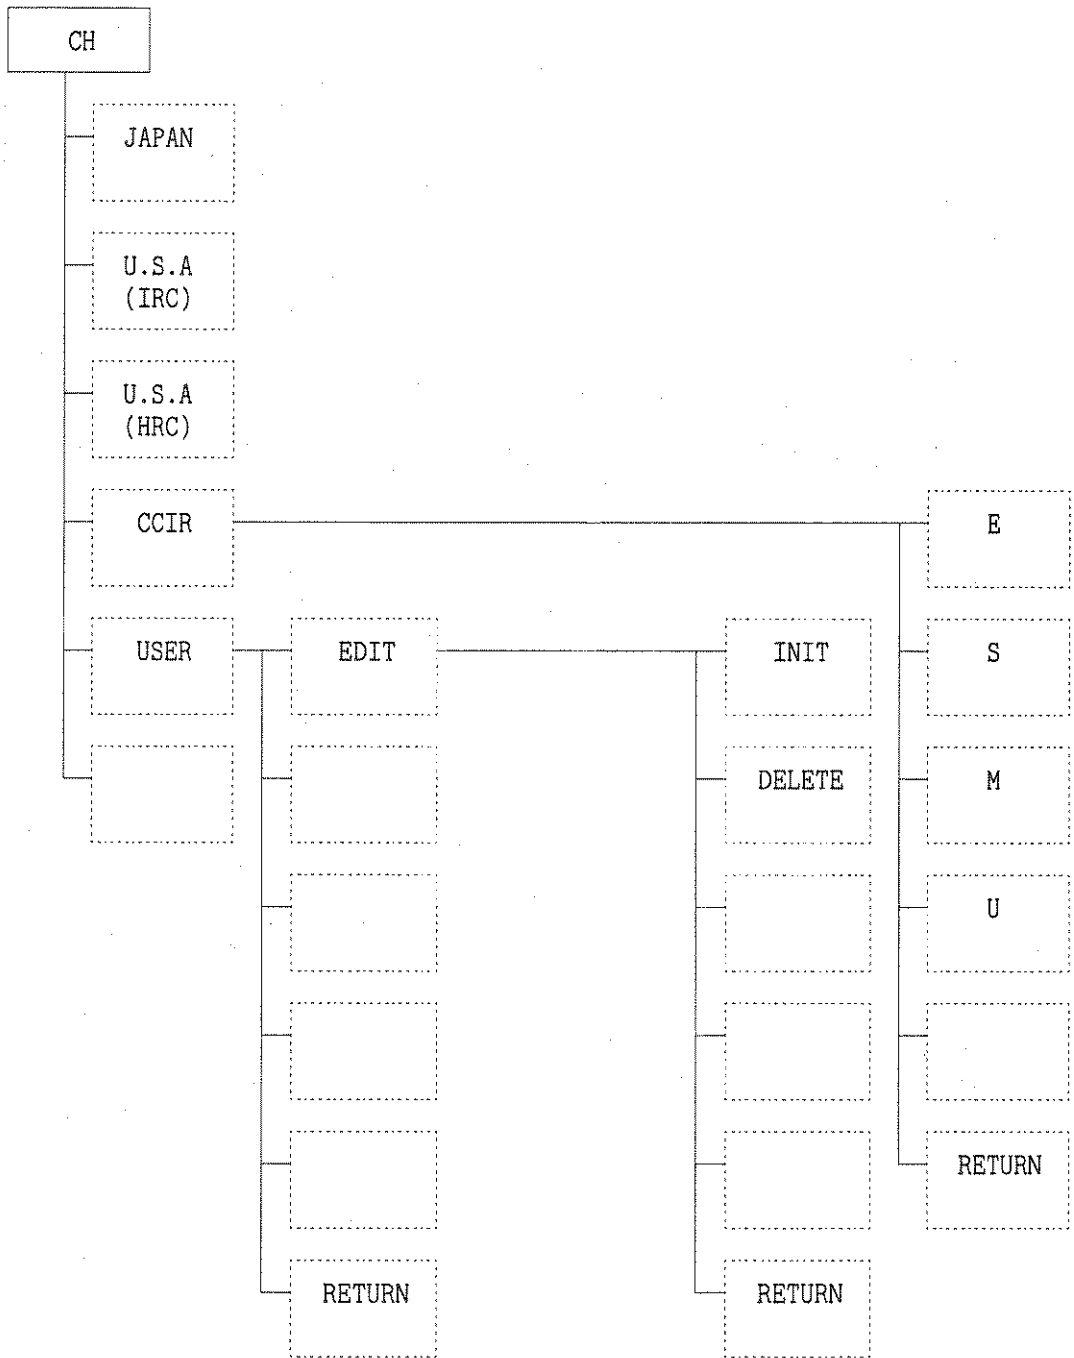 CH
JAPAN
U.S.A
(IRC)
U.S.A
(HRC)
CCIR
E
USER
EDIT
INIT
S
DELETE
M
U
RETURN
RETURN
RETURN